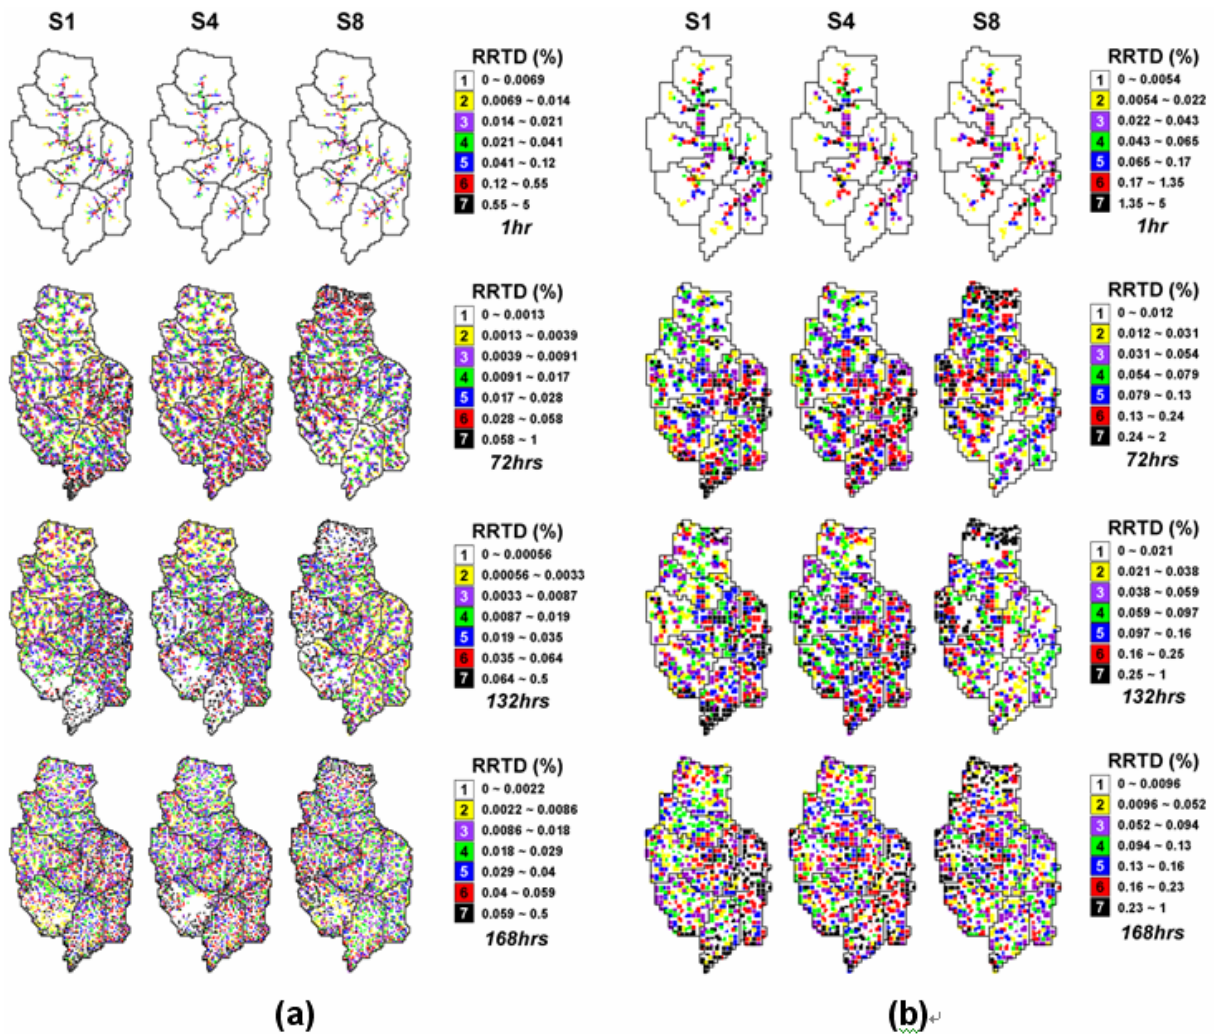 S1 S4 S8
RRTD (%)
1 0 ~ 0.0069
2 0.0069 ~ 0.014
3 0.014 ~ 0.021
4 0.021 ~ 0.041
5 0.041 ~ 0.12
6 0.12 ~ 0.55
7 0.55 ~ 5
1hr
RRTD (%)
1 0 ~ 0.0013
2 0.0013 ~ 0.0039
3 0.0039 ~ 0.0091
4 0.0091 ~ 0.017
5 0.017 ~ 0.028
6 0.028 ~ 0.058
7 0.058 ~ 1
72hrs
RRTD (%)
1 0 ~ 0.00056
2 0.00056 ~ 0.0033
3 0.0033 ~ 0.0087
4 0.0087 ~ 0.019
5 0.019 ~ 0.035
6 0.035 ~ 0.064
7 0.064 ~ 0.5
132hrs
RRTD (%)
1 0 ~ 0.0022
2 0.0022 ~ 0.0086
3 0.0086 ~ 0.018
4 0.018 ~ 0.029
5 0.029 ~ 0.04
6 0.04 ~ 0.059
7 0.059 ~ 0.5
168hrs
(a)
S1 S4 S8
RRTD (%)
1 0 ~ 0.0054
2 0.0054 ~ 0.022
3 0.022 ~ 0.043
4 0.043 ~ 0.065
5 0.065 ~ 0.17
6 0.17 ~ 1.35
7 1.35 ~ 5
1hr
RRTD (%)
1 0 ~ 0.012
2 0.012 ~ 0.031
3 0.031 ~ 0.054
4 0.054 ~ 0.079
5 0.079 ~ 0.13
6 0.13 ~ 0.24
7 0.24 ~ 2
72hrs
RRTD (%)
1 0 ~ 0.021
2 0.021 ~ 0.038
3 0.038 ~ 0.059
4 0.059 ~ 0.097
5 0.097 ~ 0.16
6 0.16 ~ 0.25
7 0.25 ~ 1
132hrs
RRTD (%)
1 0 ~ 0.0096
2 0.0096 ~ 0.052
3 0.052 ~ 0.094
4 0.094 ~ 0.13
5 0.13 ~ 0.16
6 0.16 ~ 0.23
7 0.23 ~ 1
168hrs
(b)